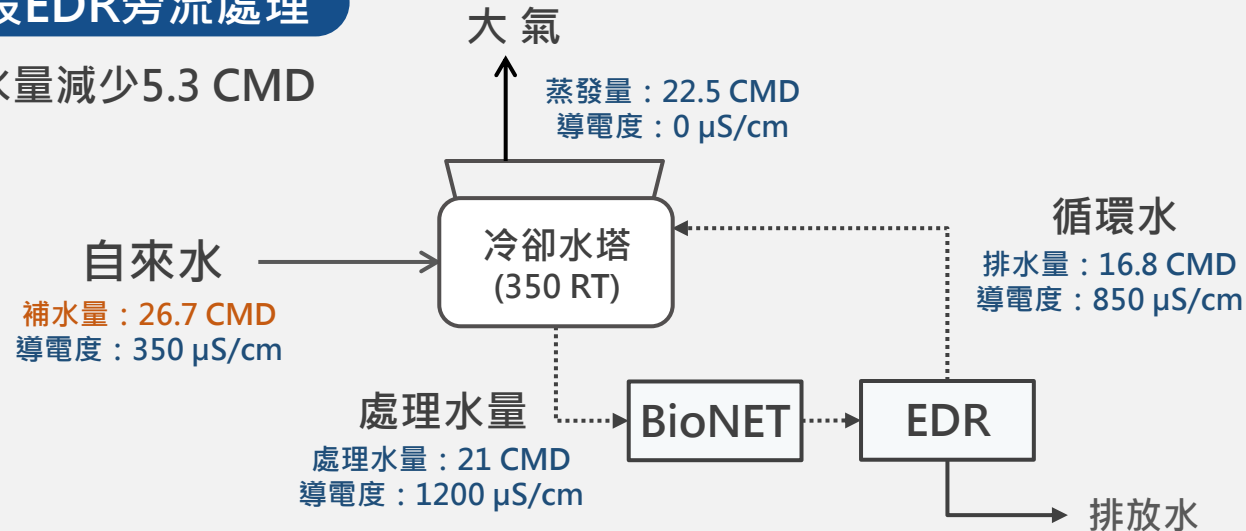 EDR旁流處理
水量減少5.3 CMD
大氣
蒸發量：22.5 CMD
導電度：0 µS/cm
自來水
補水量：26.7 CMD
導電度：350 µS/cm
冷卻水塔
(350 RT)
循環水
排水量：16.8 CMD
導電度：850 µS/cm
處理水量
處理水量：21 CMD
導電度：1200 µS/cm
BioNET
EDR
排放水